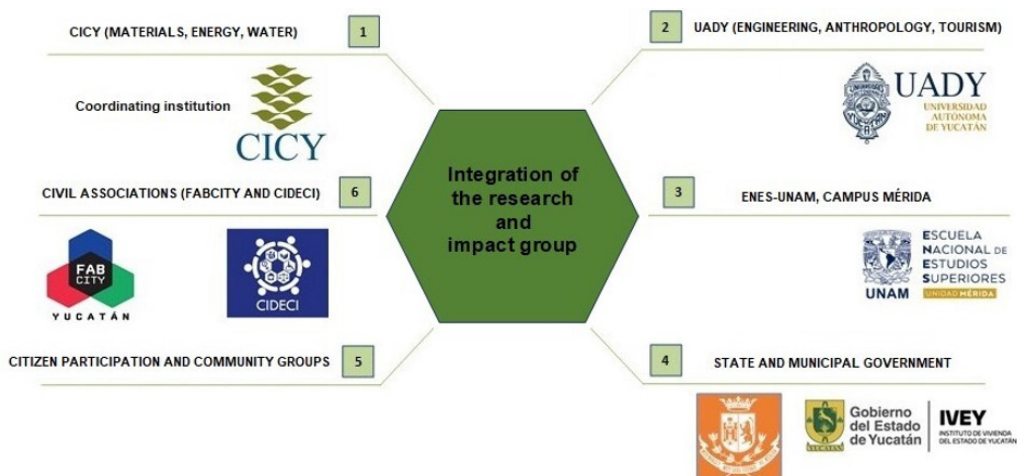 CICY (MATERIALS, ENERGY, WATER)
1
Coordinating institution
CICY
2
UADY (ENGINEERING, ANTHROPOLOGY, TOURISM)
UADY
UNIVERSIDAD
AUTÓNOMA
DE YUCATÁN
Integration of
the research
and
impact group
CIVIL ASSOCIATIONS (FABCITY AND CIDECI)
6
FAB
CITY
YUCATÁN
CIDECI
3
ENES-UNAM, CAMPUS MÉRIDA
UNAM
ESCUELA
NACIONAL DE
ESTUDIOS
SUPERIORES
UNIDAD MÉRIDA
CITIZEN PARTICIPATION AND COMMUNITY GROUPS
5
4
STATE AND MUNICIPAL GOVERNMENT
YUCATÁN
Gobierno
del Estado
de Yucatán
IVEY
INSTITUTO DE VIVIENDA
DEL ESTADO DE YUCATÁN